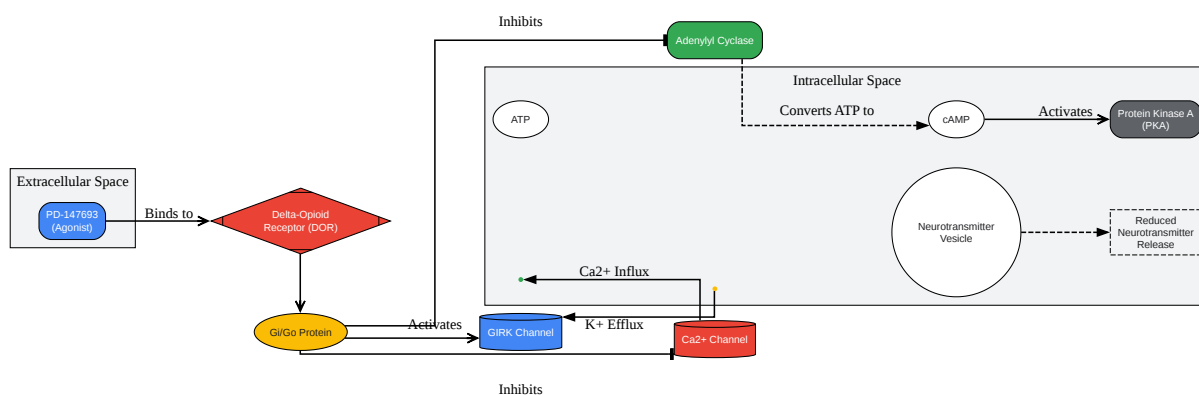 Inhibits
Adenylyl Cyclase
Intracellular Space
ATP
Converts ATP to
cAMP
Activates
Protein Kinase A
(PKA)
Extracellular Space
PD-147693
(Agonist)
Binds to
Delta-Opioid
Receptor (DOR)
Neurotransmitter
Vesicle
Reduced
Neurotransmitter
Release
Ca2+ Influx
Gi/Go Protein
Activates
GIRK Channel
K+ Efflux
Ca2+ Channel
Inhibits